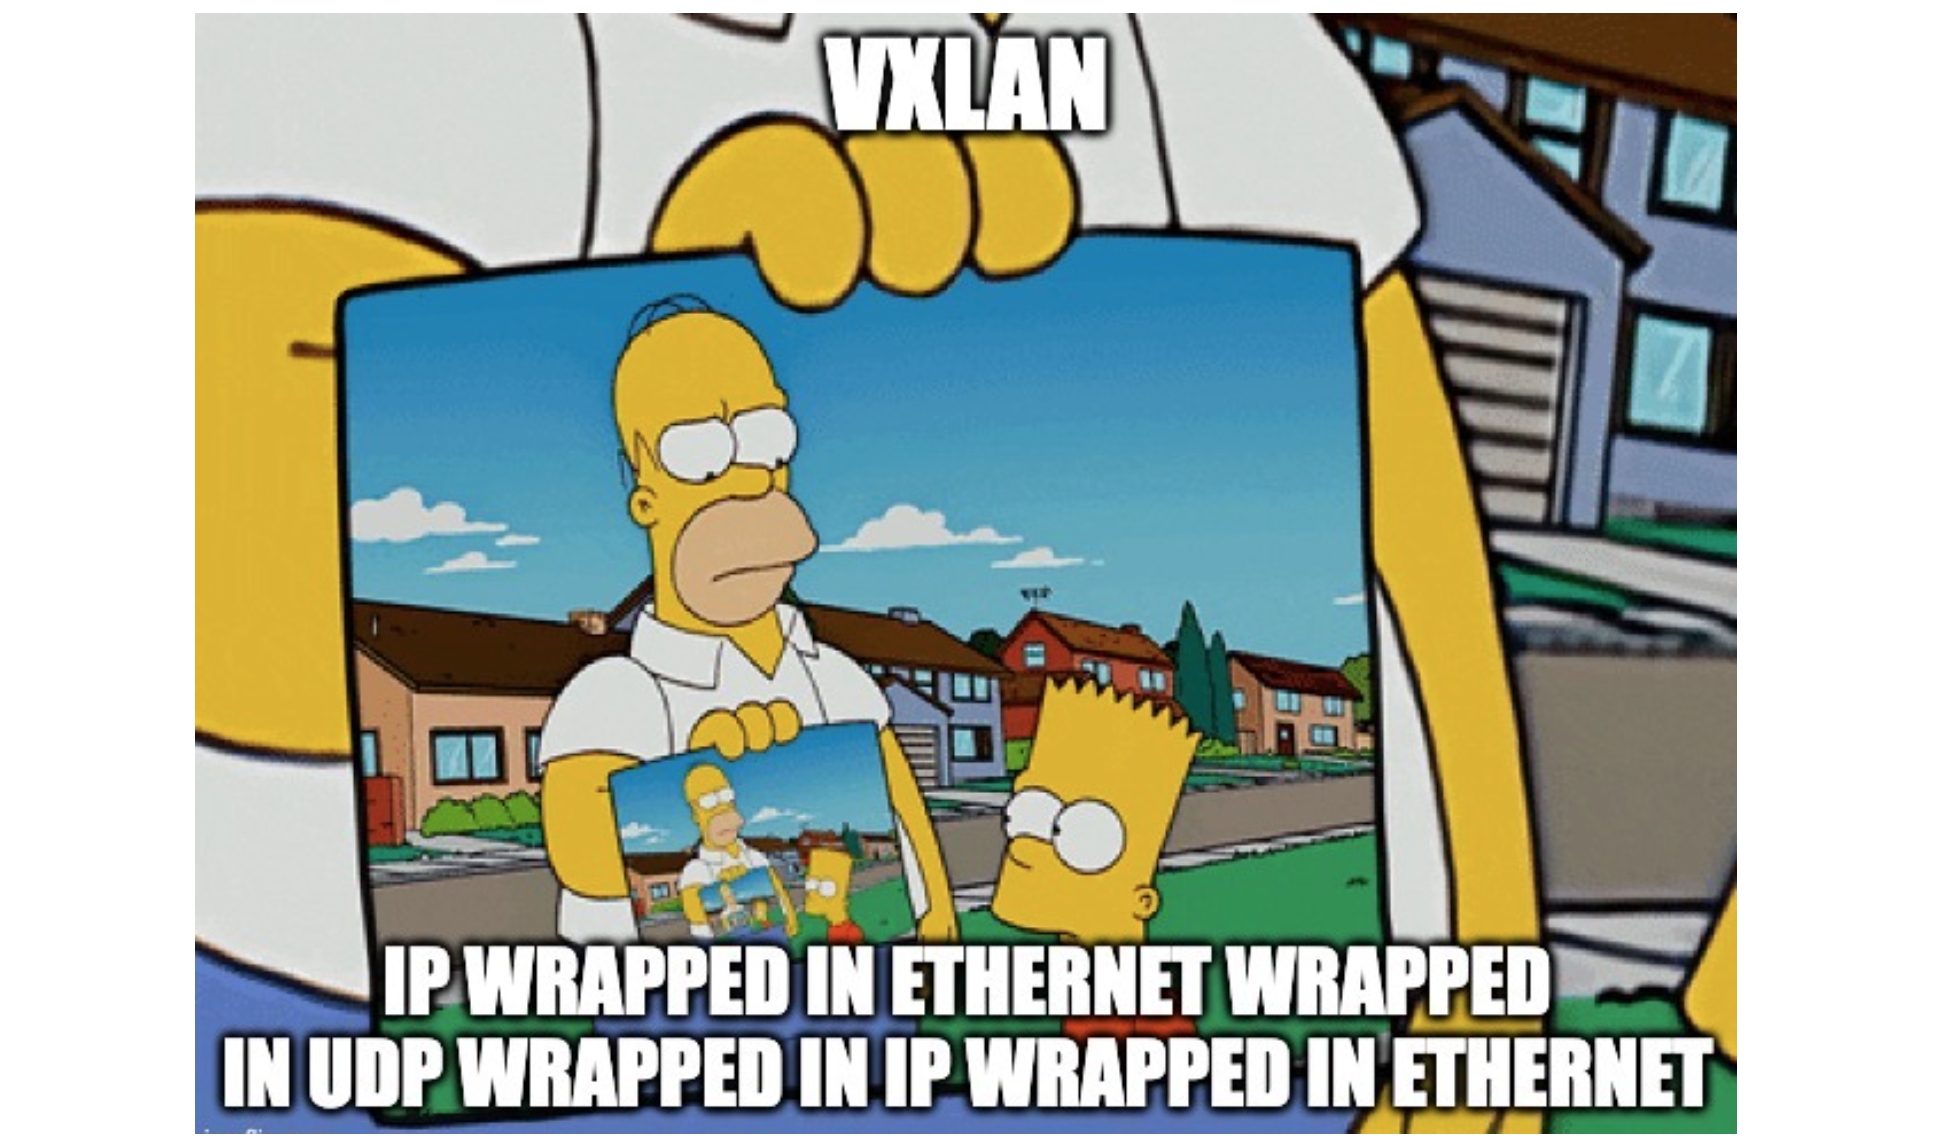 VXLAN
IP WRAPPED IN ETHERNET WRAPPED
IN UDP WRAPPED IN IP WRAPPED IN ETHERNET